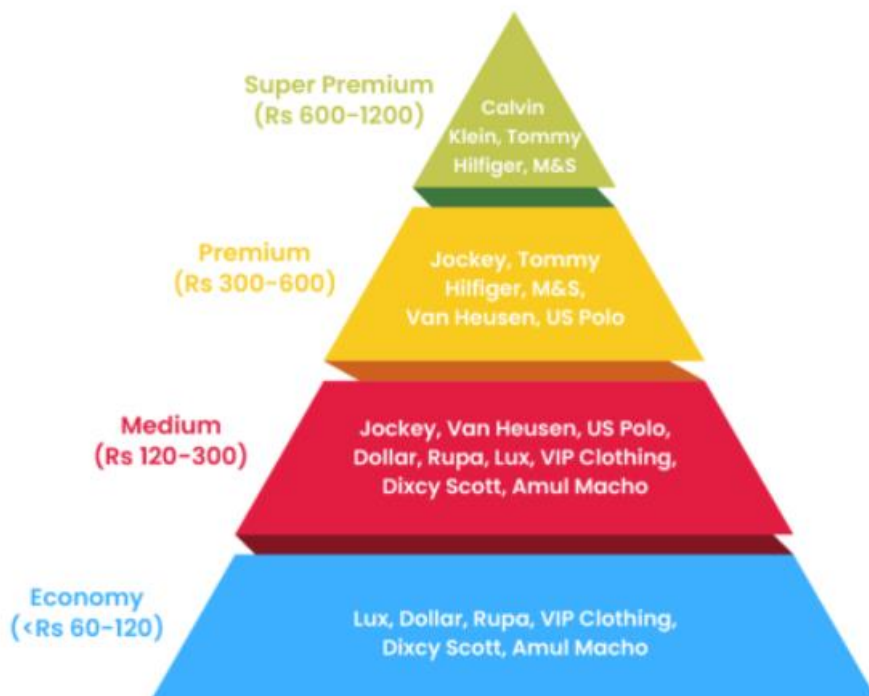 Super Premium
(Rs 600-1200)
Calvin
Klein, Tommy
Hilfiger, M&S
Premium
(Rs 300-600)
Jockey, Tommy
Hilfiger, M&S,
Van Heusen, US Polo
Medium
(Rs 120-300)
Jockey, Van Heusen, US Polo,
Dollar, Rupa, Lux, VIP Clothing,
Dixcy Scott, Amul Macho
Economy
(<Rs 60-120)
Lux, Dollar, Rupa, VIP Clothing,
Dixcy Scott, Amul Macho